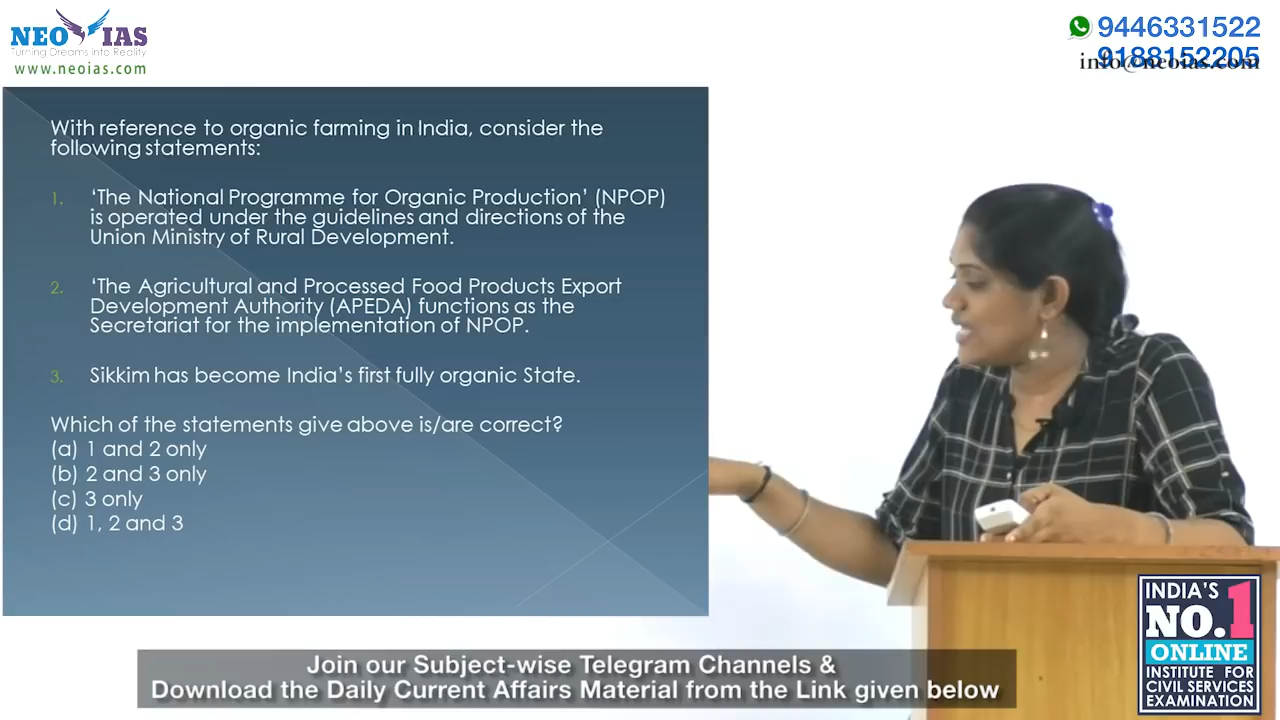 NEO IAS
Turning Dreams into Reality
www.neoias.com
9446331522
9188152205
info@neoias.com
With reference to organic farming in India, consider the
following statements:
1. ‘The National Programme for Organic Production’ (NPOP)
is operated under the guidelines and directions of the
Union Ministry of Rural Development.
2. ‘The Agricultural and Processed Food Products Export
Development Authority (APEDA) functions as the
Secretariat for the implementation of NPOP.
3. Sikkim has become India’s first fully organic State.
Which of the statements give above is/are correct?
(a) 1 and 2 only
(b) 2 and 3 only
(c) 3 only
(d) 1, 2 and 3
INDIA'S
NO.1
ONLINE
INSTITUTE FOR
CIVIL SERVICES
EXAMINATION
Join our Subject-wise Telegram Channels &
Download the Daily Current Affairs Material from the Link given below